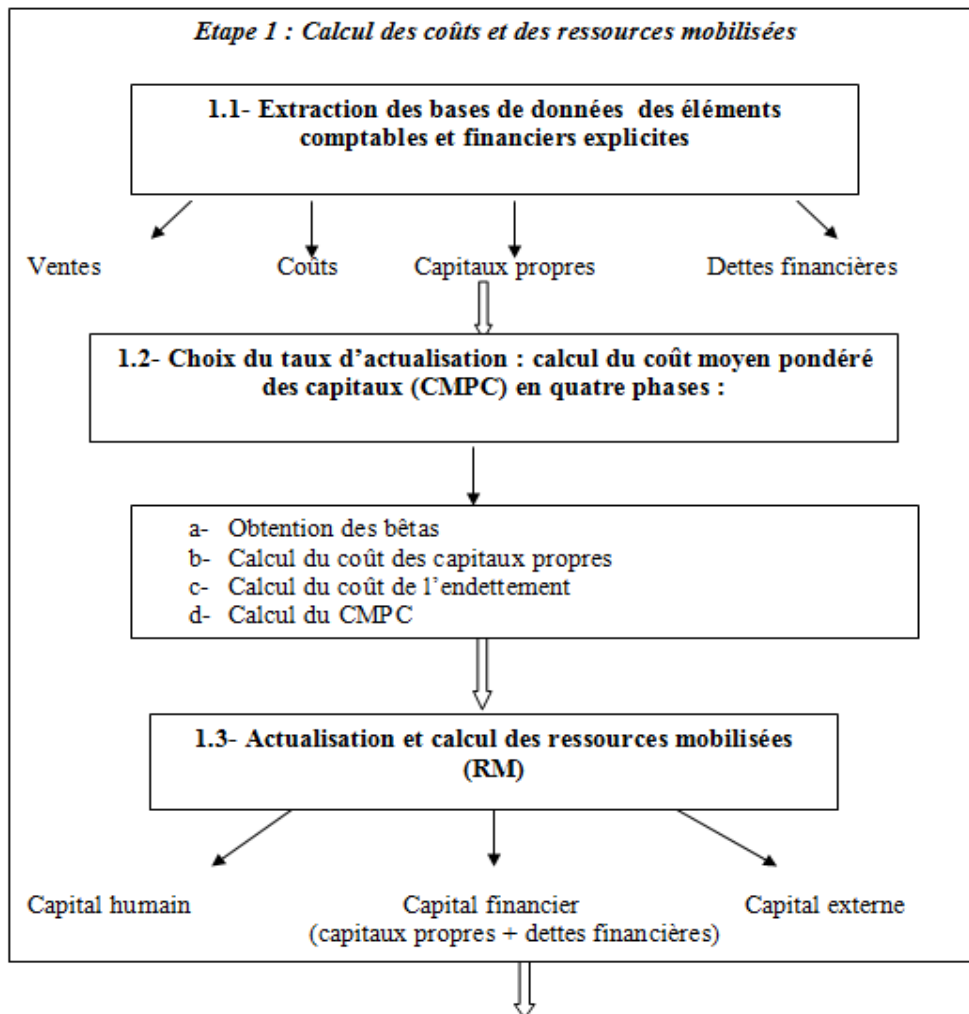 Etape 1 : Calcul des coûts et des ressources mobilisées
1.1- Extraction des bases de données des éléments
comptables et financiers explicites
Ventes Coûts Capitaux propres Dettes financières
1.2- Choix du taux d’actualisation : calcul du coût moyen pondéré
des capitaux (CMPC) en quatre phases :
a- Obtention des bêtas
b- Calcul du coût des capitaux propres
c- Calcul du coût de l’endettement
d- Calcul du CMPC
1.3- Actualisation et calcul des ressources mobilisées
(RM)
Capital humain Capital financier Capital externe
(capitaux propres + dettes financières)